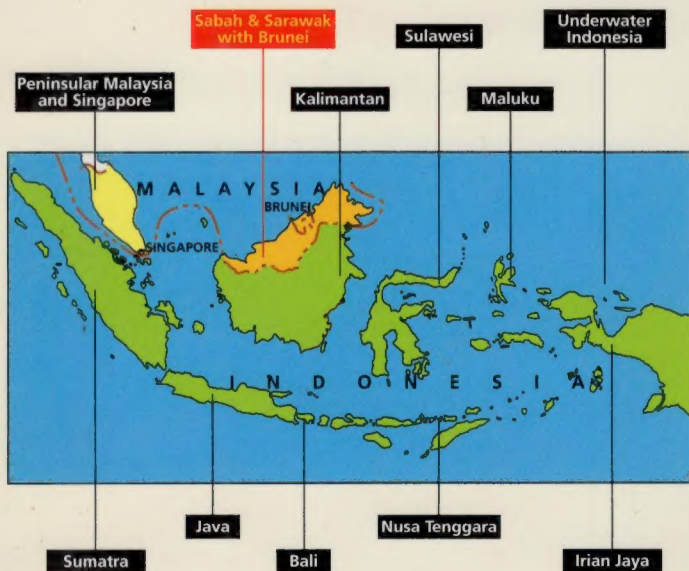 Sabah & Sarawak
with Brunei
Sulawesi
Underwater
Indonesia
Peninsular Malaysia
and Singapore
Kalimantan
Maluku
MALAYSIA
BRUNEI
SINGAPORE
INDONESIA
Java
Nusa Tenggara
Sumatra
Bali
Irian Jaya